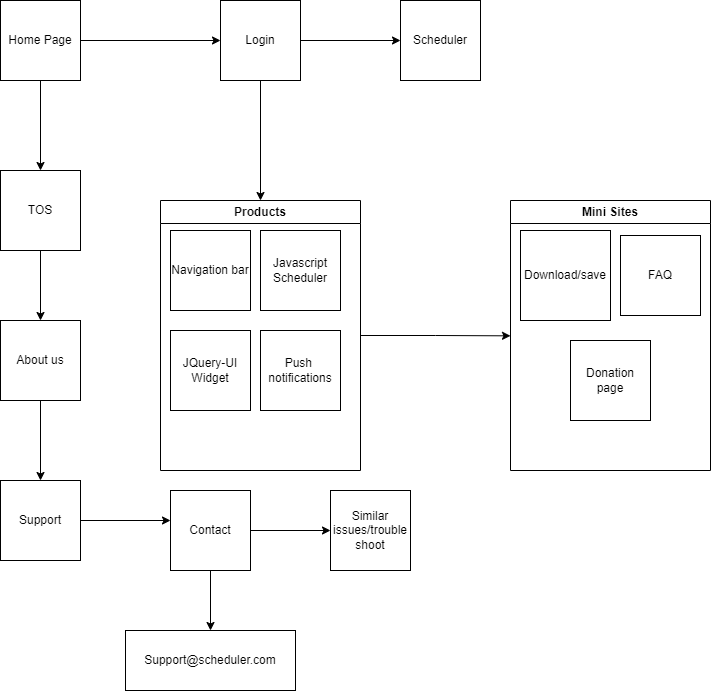 Home Page
Login
Scheduler
TOS
Products
Mini Sites
Navigation bar
Javascript
Scheduler
Download/save
FAQ
About us
JQuery-UI
Widget
Push
notifications
Donation
page
Support
Contact
Similar
issues/trouble
shoot
Support@scheduler.com